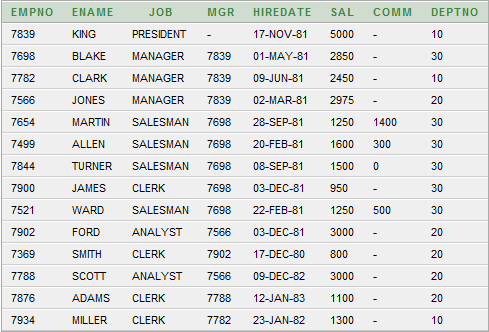 EMPNO ENAME JOB MGR HIREDATE SAL COMM DEPTNO
7839 KING PRESIDENT - 17-NOV-81 5000 - 10
7698 BLAKE MANAGER 7839 01-MAY-81 2850 - 30
7782 CLARK MANAGER 7839 09-JUN-81 2450 - 10
7566 JONES MANAGER 7839 02-MAR-81 2975 - 20
7654 MARTIN SALESMAN 7698 28-SEP-81 1250 1400 30
7499 ALLEN SALESMAN 7698 20-FEB-81 1600 300 30
7844 TURNER SALESMAN 7698 08-SEP-81 1500 0 30
7900 JAMES CLERK 7698 03-DEC-81 950 - 30
7521 WARD SALESMAN 7698 22-FEB-81 1250 500 30
7902 FORD ANALYST 7566 03-DEC-81 3000 - 20
7369 SMITH CLERK 7902 17-DEC-80 800 - 20
7788 SCOTT ANALYST 7566 09-DEC-82 3000 - 20
7876 ADAMS CLERK 7788 12-JAN-83 1100 - 20
7934 MILLER CLERK 7782 23-JAN-82 1300 - 10